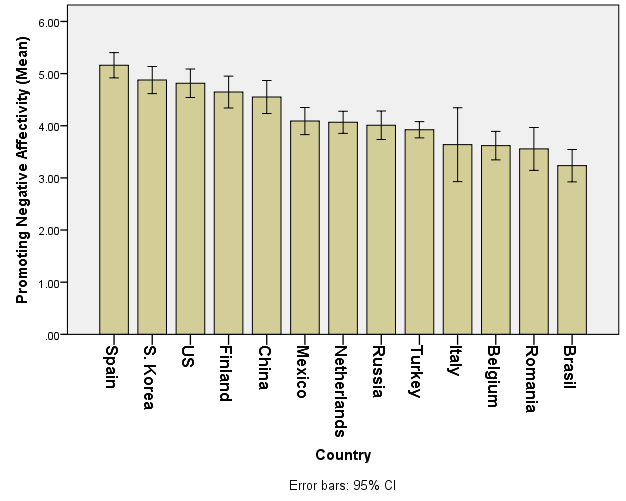 Promoting Negative Affectivity (Mean)
6.00
5.00
4.00
3.00
2.00
1.00
.00
Spain
S. Korea
US
Finland
China
Mexico
Netherlands
Russia
Turkey
Italy
Belgium
Romania
Brasil
Country
Error bars: 95% CI